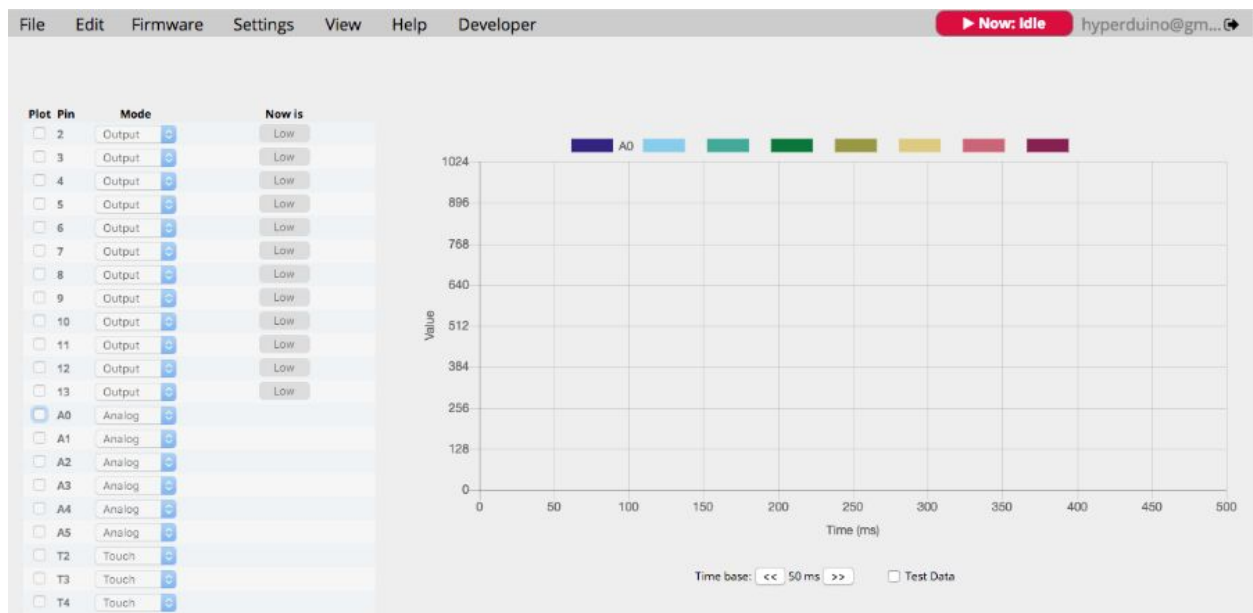 File Edit Firmware Settings View Help Developer Now: Idle hyperduino@gm...
Plot Pin Mode Now is
2 Output Low
3 Output Low
4 Output Low
5 Output Low
6 Output Low
7 Output Low
8 Output Low
9 Output Low
10 Output Low
11 Output Low
12 Output Low
13 Output Low
A0 Analog
A1 Analog
A2 Analog
A3 Analog
A4 Analog
A5 Analog
T2 Touch
T3 Touch
T4 Touch
A0
1024
896
768
640
512
384
256
128
0
Value
0 50 100 150 200 250 300 350 400 450 500
Time (ms)
Time base: << 50 ms >> Test Data